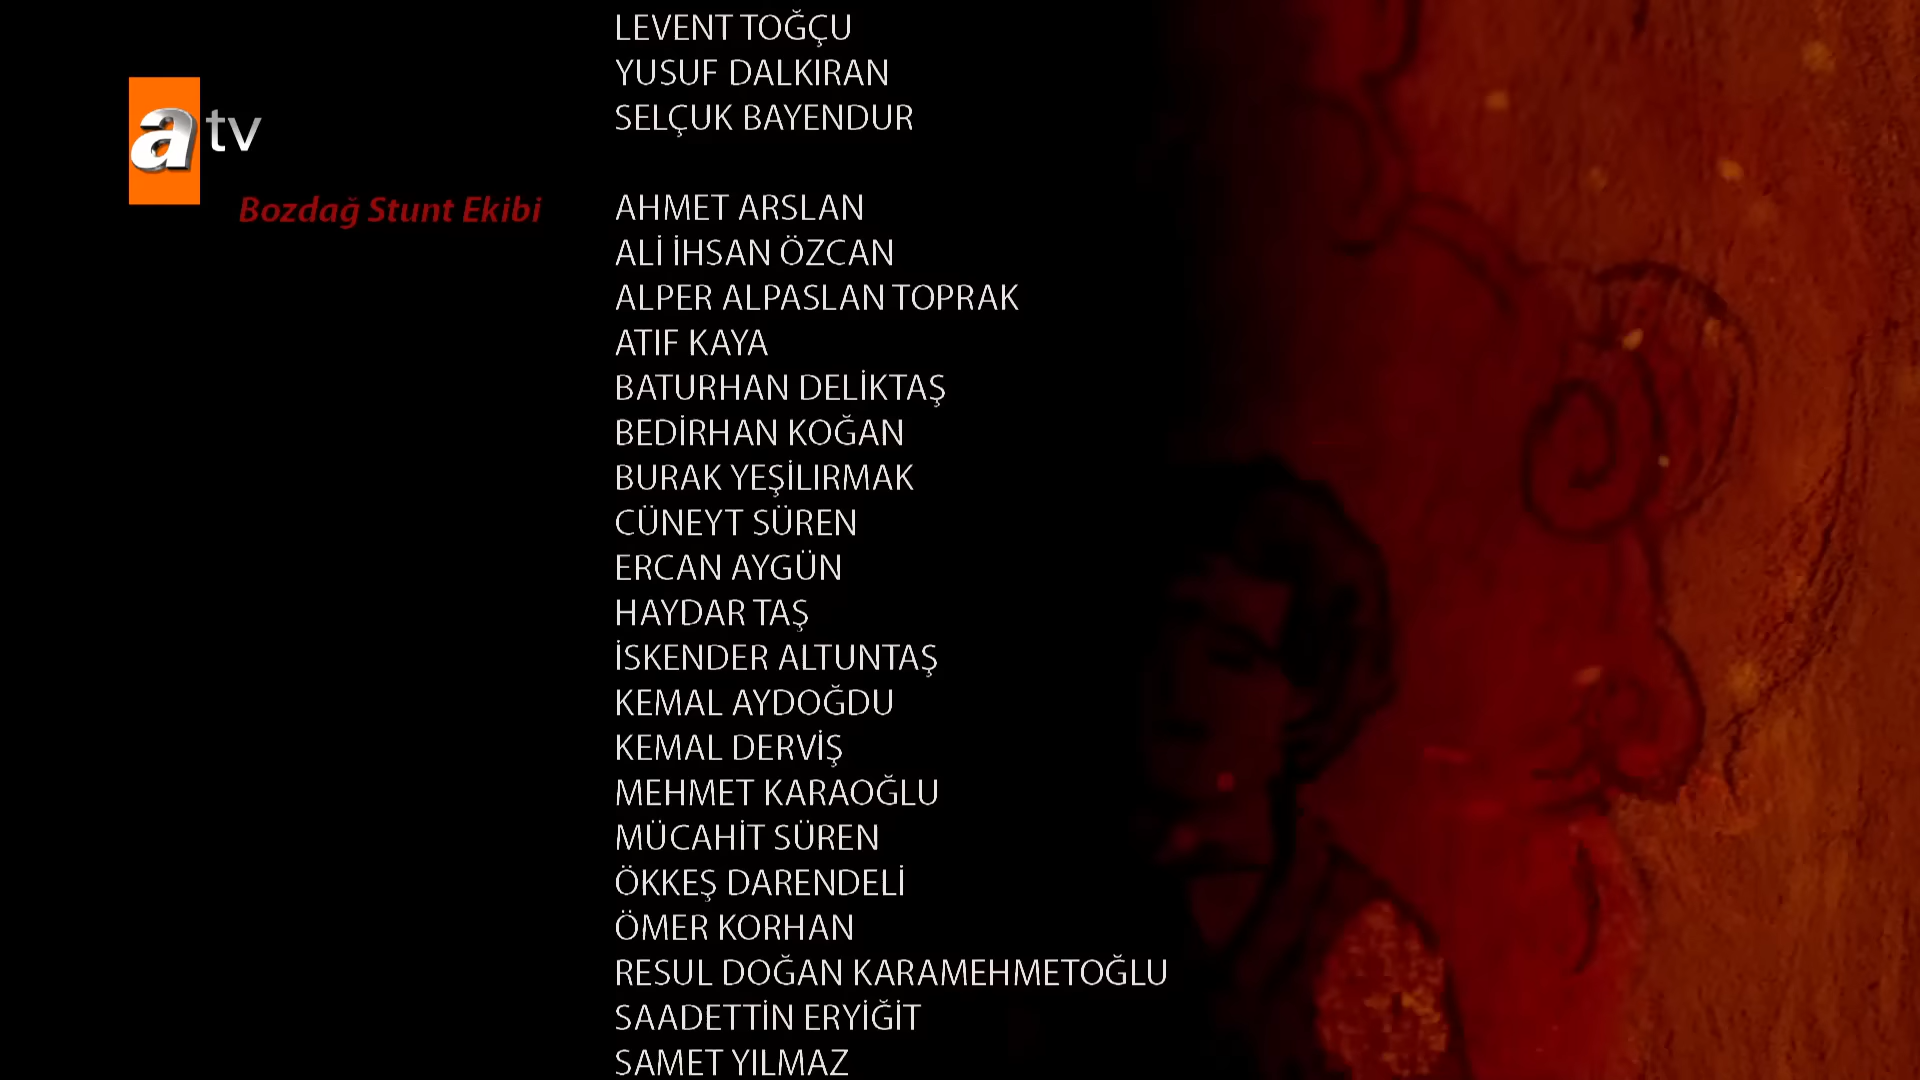 LEVENT TOĞÇU
YUSUF DALKIRAN
SELÇUK BAYENDUR
atv
Bozdağ Stunt Ekibi
AHMET ARSLAN
ALİ İHSAN ÖZCAN
ALPER ALPASLAN TOPRAK
ATIF KAYA
BATURHAN DELİKTAŞ
BEDİRHAN KOĞAN
BURAK YEŞİLIRMAK
CÜNEYT SÜREN
ERCAN AYGÜN
HAYDAR TAŞ
İSKENDER ALTUNTAŞ
KEMAL AYDOĞDU
KEMAL DERVİŞ
MEHMET KARAOĞLU
MÜCAHİT SÜREN
ÖKKEŞ DARENDELİ
ÖMER KORHAN
RESUL DOĞAN KARAMEHMETOĞLU
SAADETTİN ERYİĞİT
SAMET YILMAZ